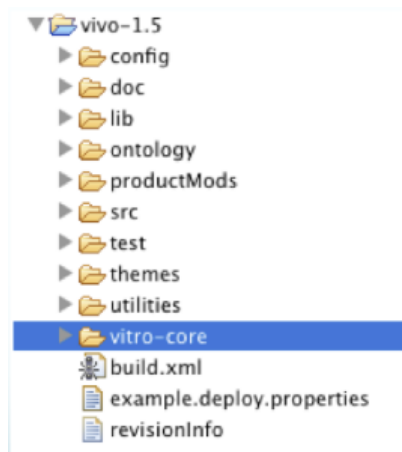 vivo-1.5
config
doc
lib
ontology
productMods
src
test
themes
utilities
vitro-core
build.xml
example.deploy.properties
revisionInfo